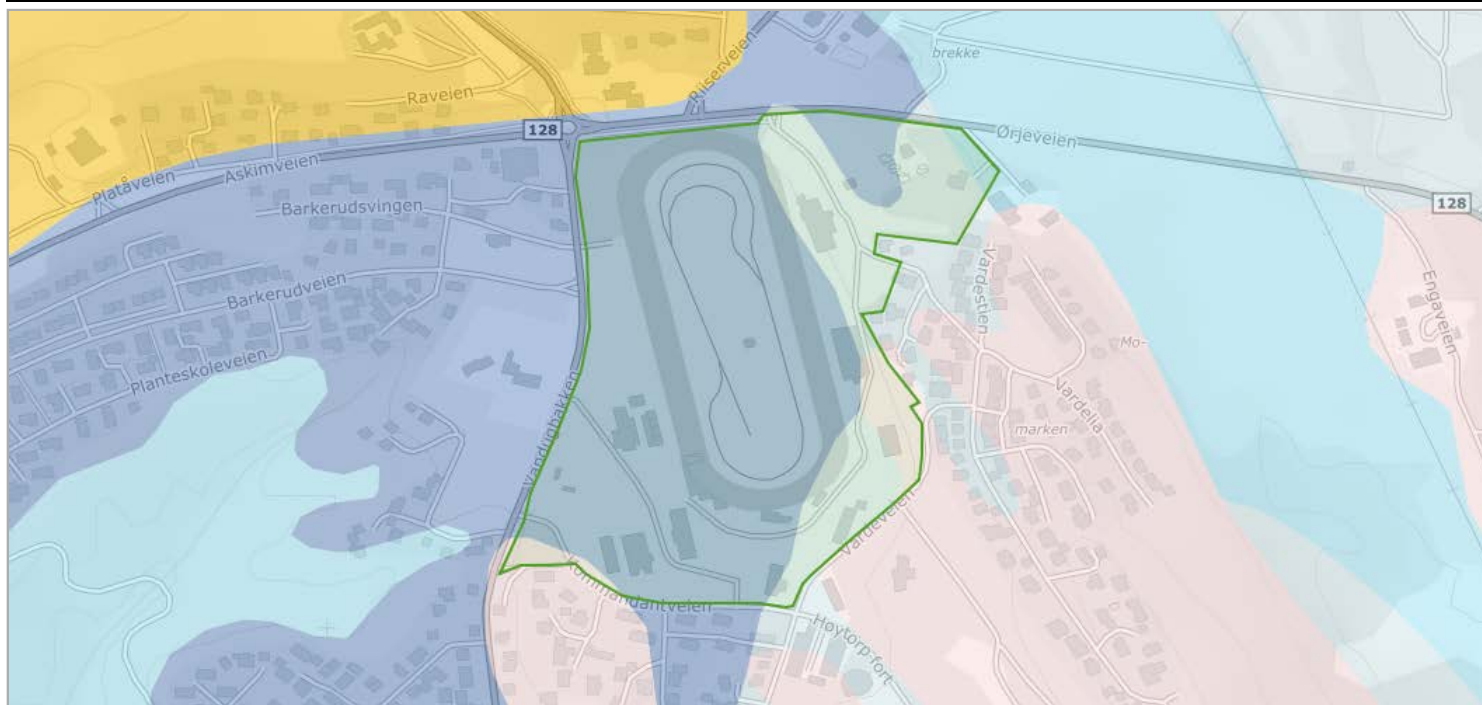 brekke
Riiserveien
Raveien
128
Ørjeveien
Askimveien
Platåveien
128
Barkerudsvingen
Vardestien
Engaveien
Barkerudveien
Mo-
Planteskoleveien
Vardelia
marken
Vandugbakken
Vardeveien
Kommandantveien
Høytorp fort